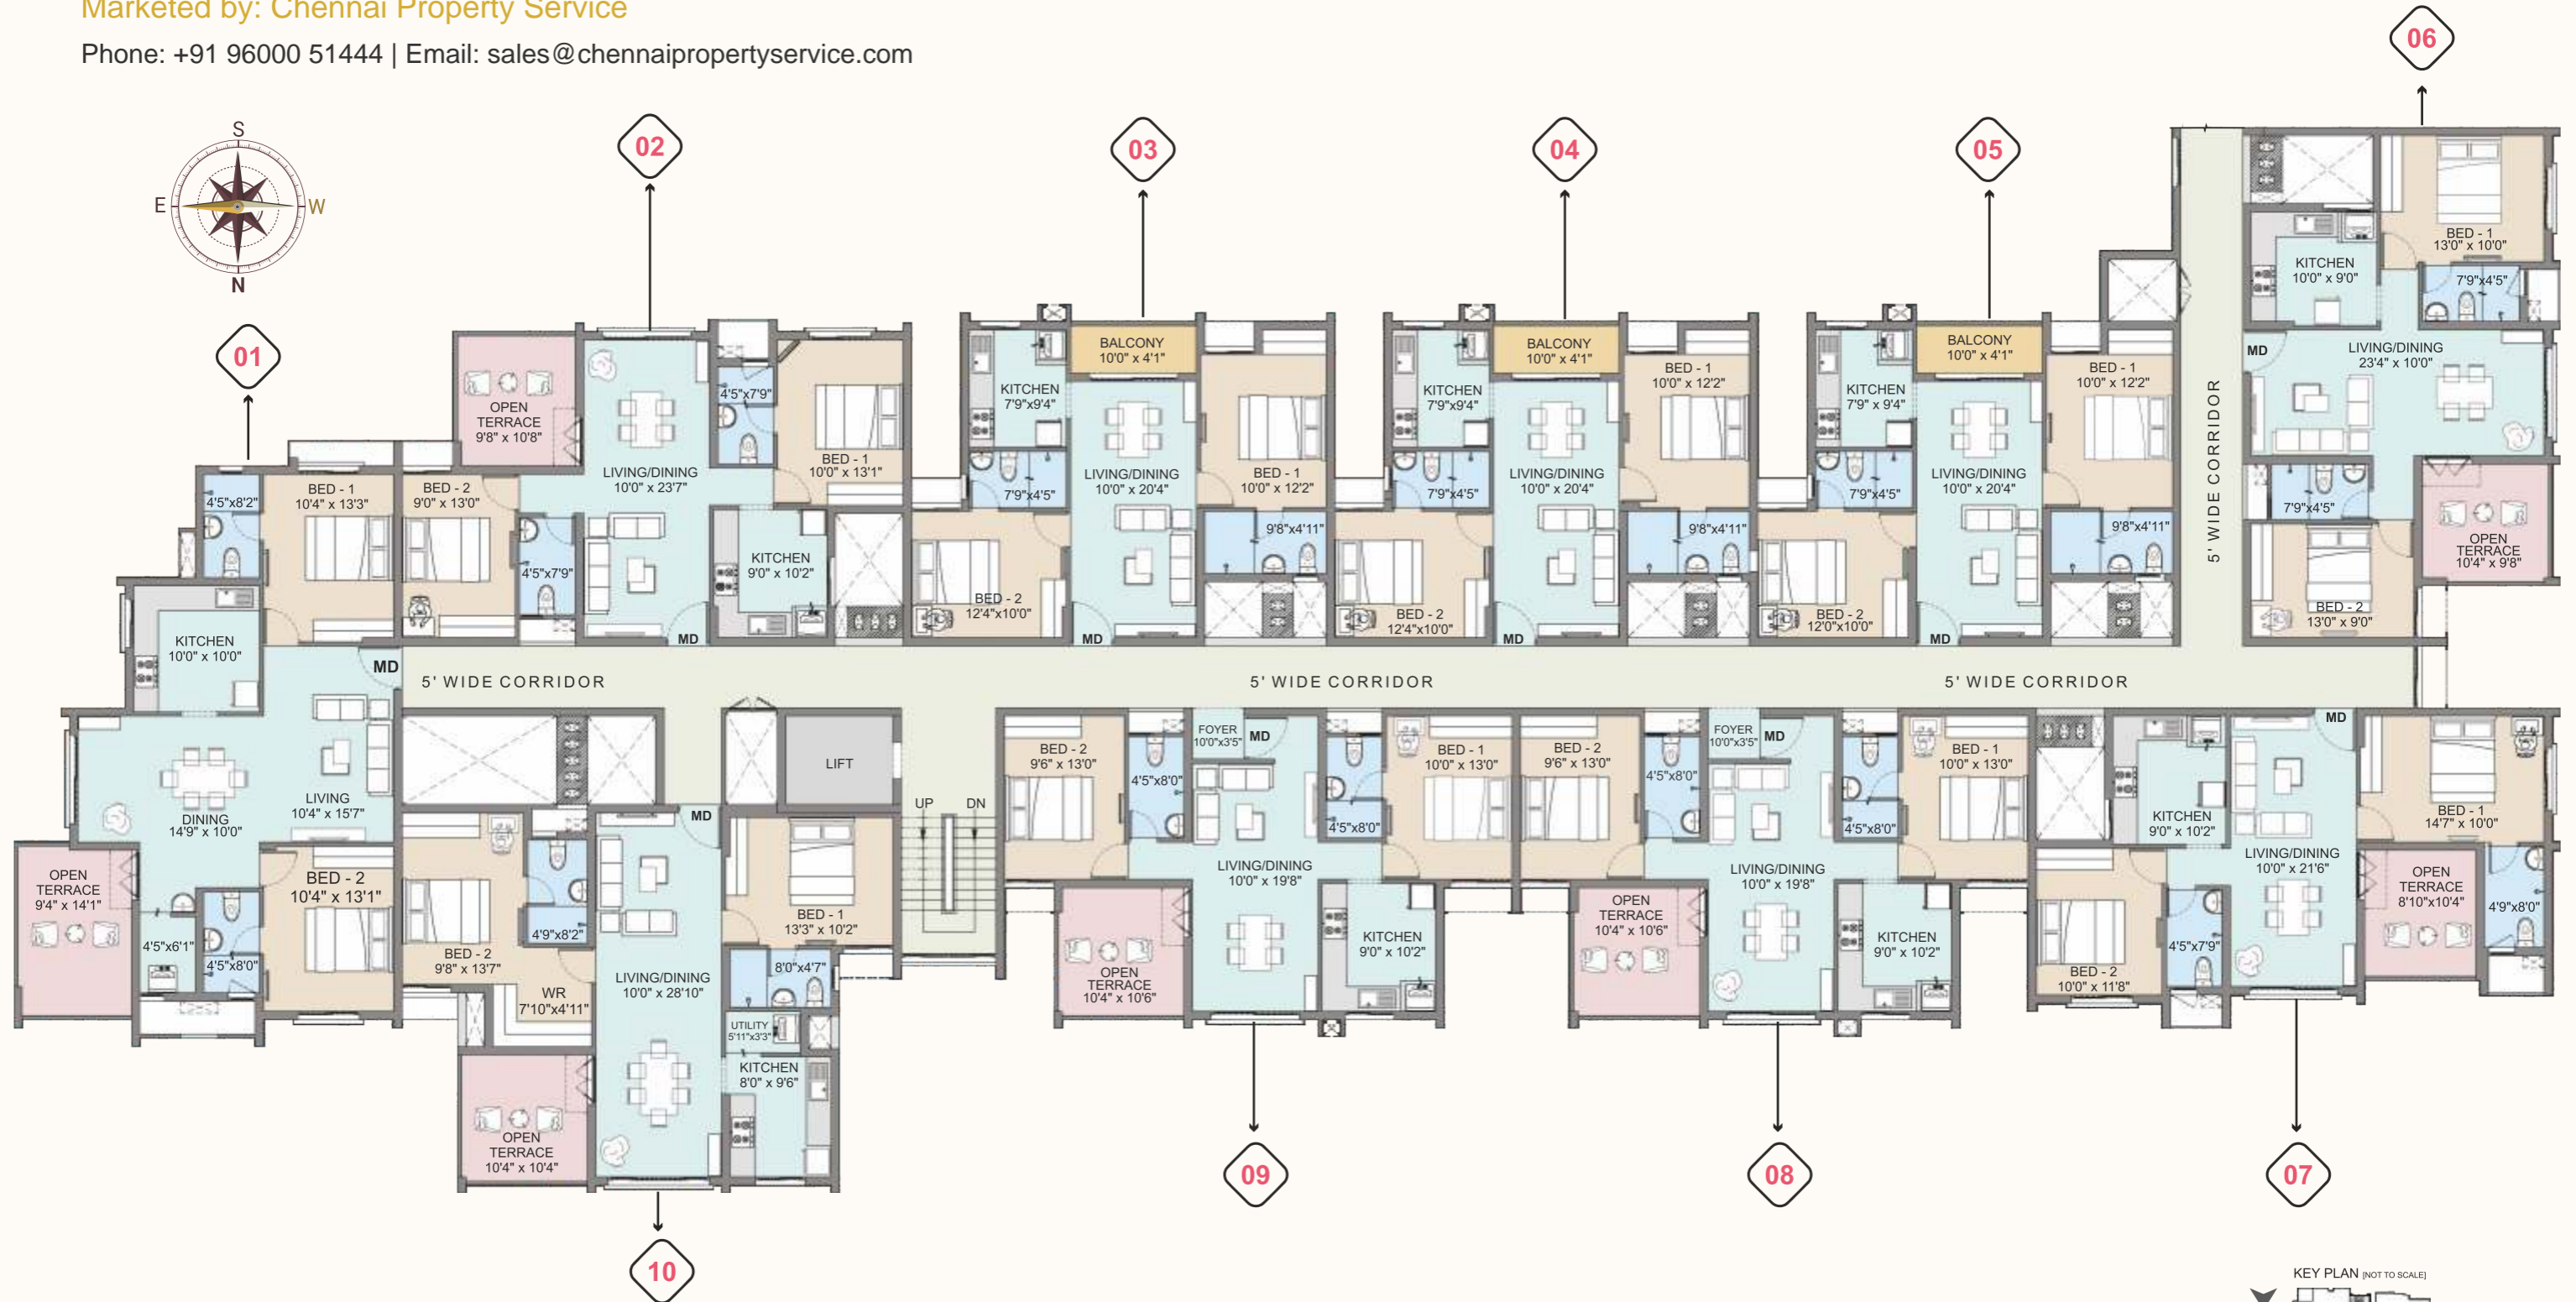 Marketed by: Chennai Property Service
Phone: +91 96000 51444 | Email: sales@chennaipropertyservice.com
S
E
W
N
06
02
03
04
05
01
BED - 1
13'0" x 10'0"
KITCHEN
10'0" x 9'0"
7'9"x4'5"
MD
LIVING/DINING
23'4" x 10'0"
7'9"x4'5"
OPEN
TERRACE
10'4" x 9'8"
BED - 2
13'0" x 9'0"
5' WIDE CORRIDOR
OPEN
TERRACE
9'8" x 10'8"
4'5"x7'9"
BED - 1
10'0" x 13'1"
LIVING/DINING
10'0" x 23'7"
BED - 2
9'0" x 13'0"
4'5"x7'9"
KITCHEN
9'0" x 10'2"
MD
BALCONY
10'0" x 4'1"
KITCHEN
7'9"x9'4"
LIVING/DINING
10'0" x 20'4"
BED - 1
10'0" x 12'2"
7'9"x4'5"
9'8"x4'11"
BED - 2
12'4"x10'0"
MD
BALCONY
10'0" x 4'1"
BED - 1
10'0" x 12'2"
KITCHEN
7'9"x9'4"
LIVING/DINING
10'0" x 20'4"
7'9"x4'5"
9'8"x4'11"
BED - 2
12'4"x10'0"
MD
BALCONY
10'0" x 4'1"
BED - 1
10'0" x 12'2"
KITCHEN
7'9" x 9'4"
LIVING/DINING
10'0" x 20'4"
7'9"x4'5"
9'8"x4'11"
BED - 2
12'0"x10'0"
MD
4'5"x8'2"
BED - 1
10'4" x 13'3"
KITCHEN
10'0" x 10'0"
MD
LIVING
10'4" x 15'7"
DINING
14'9" x 10'0"
OPEN
TERRACE
9'4" x 14'1"
BED - 2
10'4" x 13'1"
4'5"x6'1"
4'5"x8'0"
5' WIDE CORRIDOR
5' WIDE CORRIDOR
5' WIDE CORRIDOR
LIFT
UP
DN
MD
BED - 1
13'3" x 10'2"
BED - 2
9'8" x 13'7"
4'9"x8'2"
WR
7'10"x4'11"
LIVING/DINING
10'0" x 28'10"
8'0"x4'7"
UTILITY
5'11"x3'3"
KITCHEN
8'0" x 9'6"
OPEN
TERRACE
10'4" x 10'4"
BED - 2
9'6" x 13'0"
4'5"x8'0"
FOYER
10'0"x3'5"
MD
BED - 1
10'0" x 13'0"
4'5"x8'0"
LIVING/DINING
10'0" x 19'8"
KITCHEN
9'0" x 10'2"
OPEN
TERRACE
10'4" x 10'6"
BED - 2
9'6" x 13'0"
4'5"x8'0"
FOYER
10'0"x3'5"
MD
BED - 1
10'0" x 13'0"
4'5"x8'0"
LIVING/DINING
10'0" x 19'8"
OPEN
TERRACE
10'4" x 10'6"
KITCHEN
9'0" x 10'2"
MD
KITCHEN
9'0" x 10'2"
BED - 1
14'7" x 10'0"
LIVING/DINING
10'0" x 21'6"
OPEN
TERRACE
8'10"x10'4"
4'9"x8'0"
4'5"x7'9"
BED - 2
10'0" x 11'8"
09
08
07
10
KEY PLAN [NOT TO SCALE]